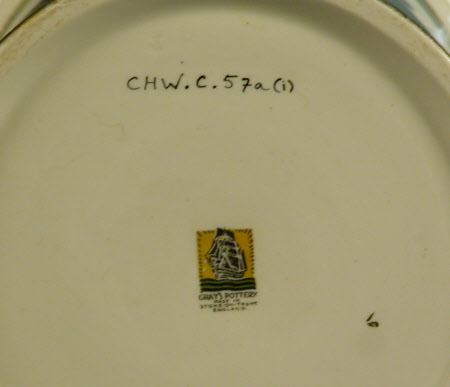 CHW.C.57a(i)
GRAY'S POTTERY
MADE IN
STOKE-ON-TRENT
ENGLAND.